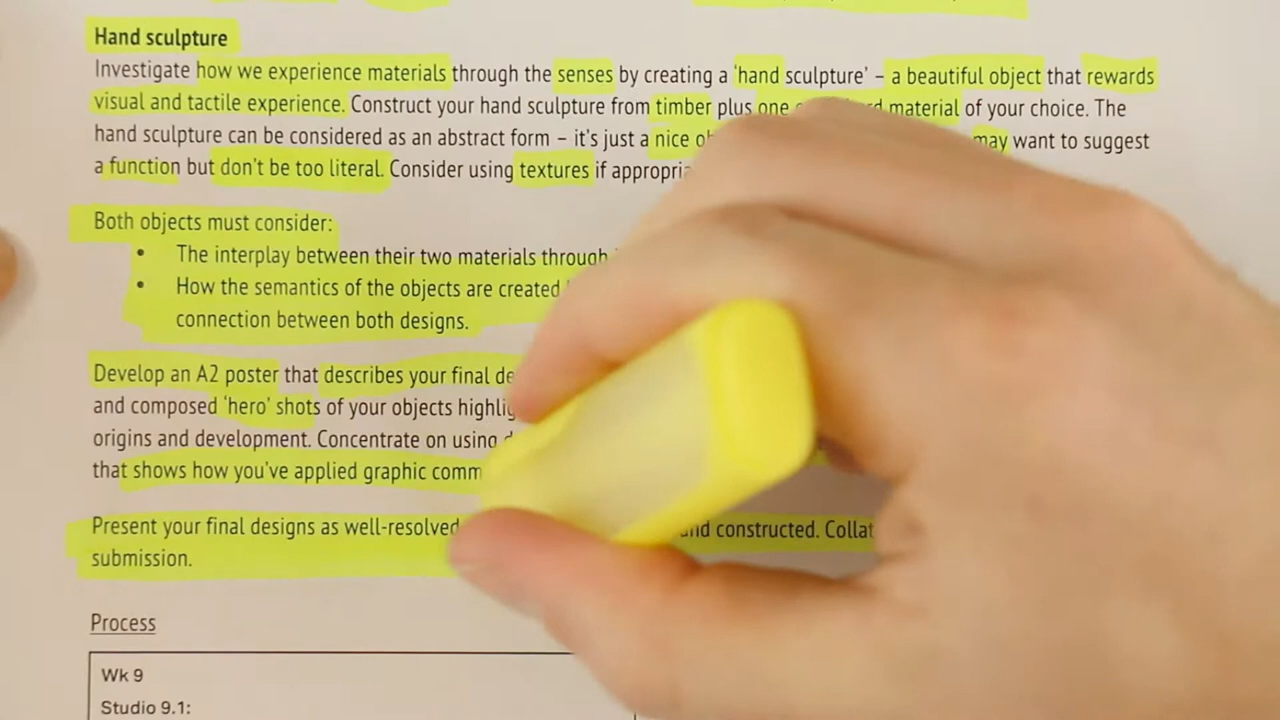 Hand sculpture
Investigate how we experience materials through the senses by creating a 'hand sculpture' – a beautiful object that rewards
visual and tactile experience. Construct your hand sculpture from timber plus one material of your choice. The
hand sculpture can be considered as an abstract form – it's just a nice may want to suggest
a function but don't be too literal. Consider using textures if
Both objects must consider:
• The interplay between their two materials through
• How the semantics of the objects are created
connection between both designs.
Develop an A2 poster that describes your final
and composed 'hero' shots of your objects
origins and development. Concentrate on using
that shows how you've applied graphic
Present your final designs as well-resolved and constructed.
submission.
Process
Wk 9
Studio 9.1: